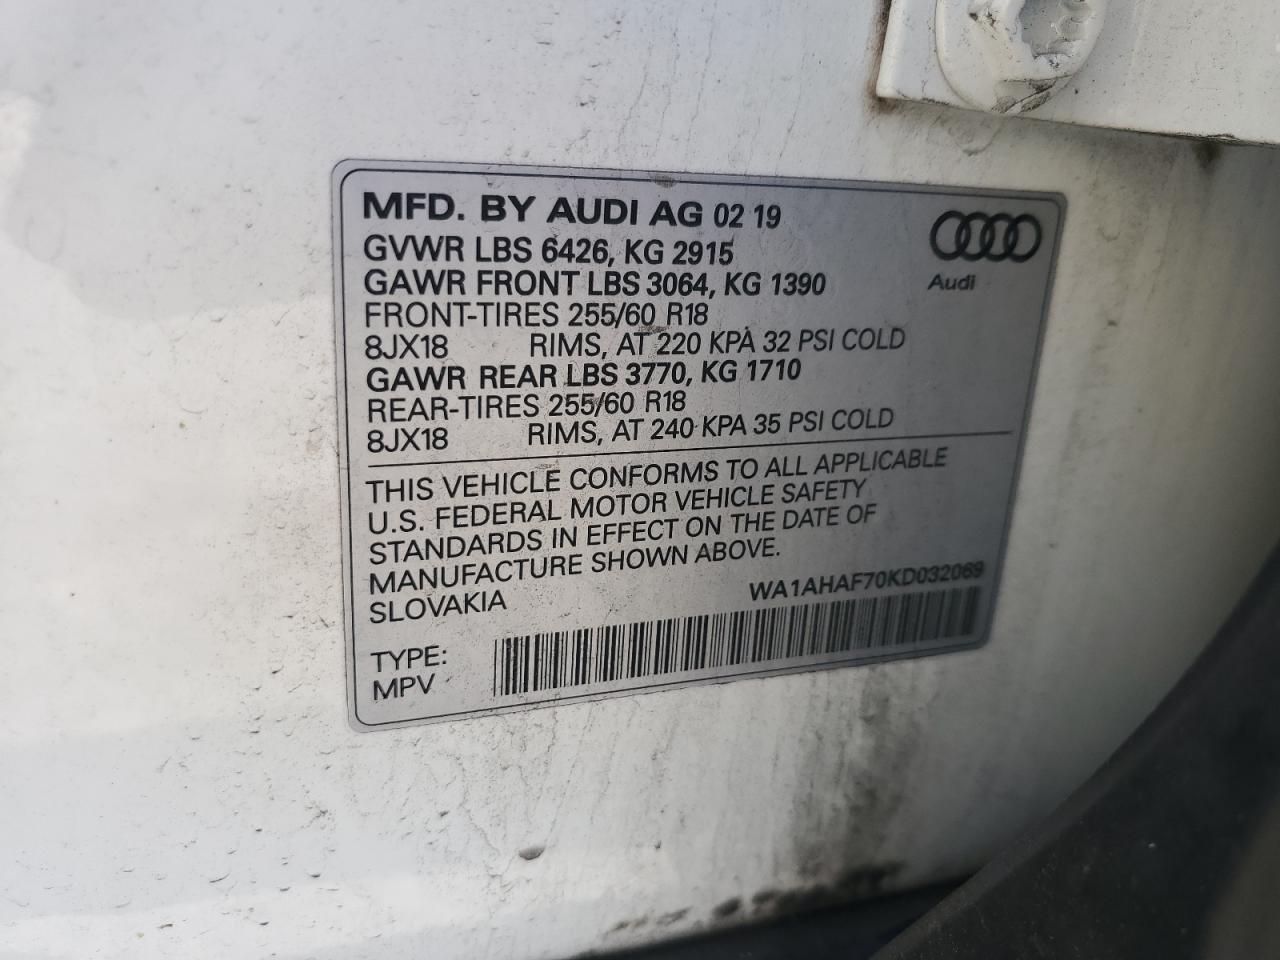 MFD. BY AUDI AG 02 19
GVWR LBS 6426, KG 2915
GAWR FRONT LBS 3064, KG 1390
FRONT-TIRES 255/60 R18
8JX18 RIMS, AT 220 KPA 32 PSI COLD
GAWR REAR LBS 3770, KG 1710
REAR-TIRES 255/60 R18
8JX18 RIMS, AT 240 KPA 35 PSI COLD
Audi
THIS VEHICLE CONFORMS TO ALL APPLICABLE
U.S. FEDERAL MOTOR VEHICLE SAFETY
STANDARDS IN EFFECT ON THE DATE OF
MANUFACTURE SHOWN ABOVE.
SLOVAKIA
WA1AHAF70KD032069
TYPE:
MPV